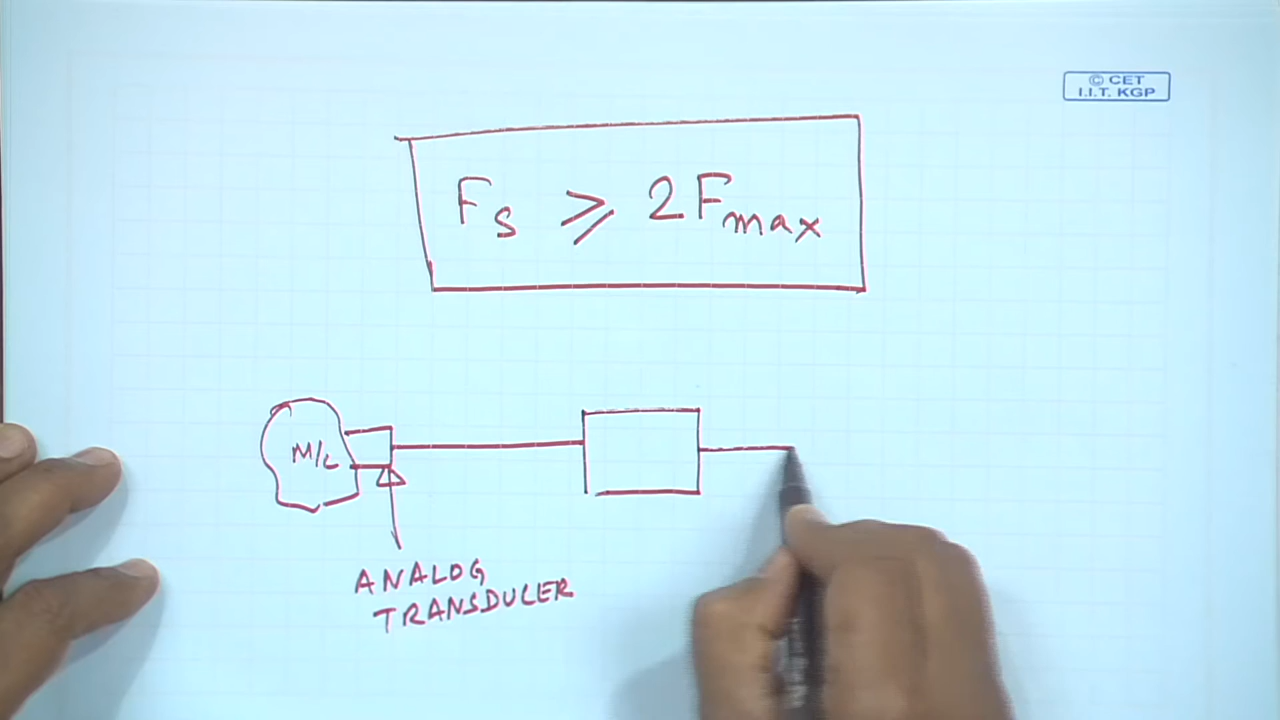 © CET
I.I.T. KGP
Fs ⩾ 2Fmax
M/C
ANALOG
TRANSDUCER